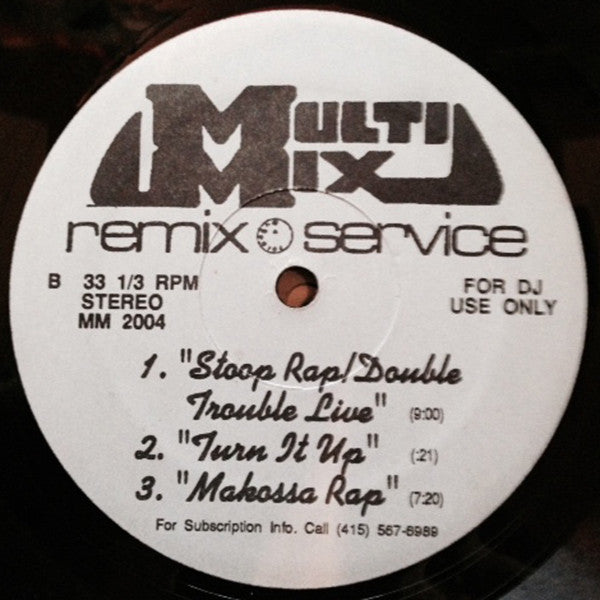 MULTI
MIX
remix service
B 33 1/3 RPM
STEREO
MM 2004
FOR DJ
USE ONLY
1. "Stoop Rap/Double
Trouble Live" (9:00)
2. "Turn It Up" (:21)
3. "Makossa Rap" (7:20)
For Subscription Info. Call (415) 567-6989